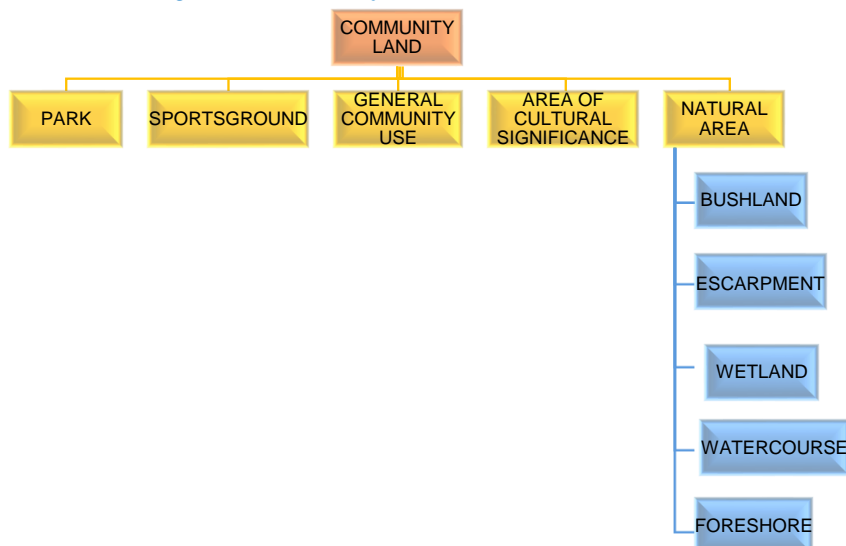 COMMUNITY
LAND
PARK
SPORTSGROUND
GENERAL
COMMUNITY
USE
AREA OF
CULTURAL
SIGNIFICANCE
NATURAL
AREA
BUSHLAND
ESCARPMENT
WETLAND
WATERCOURSE
FORESHORE